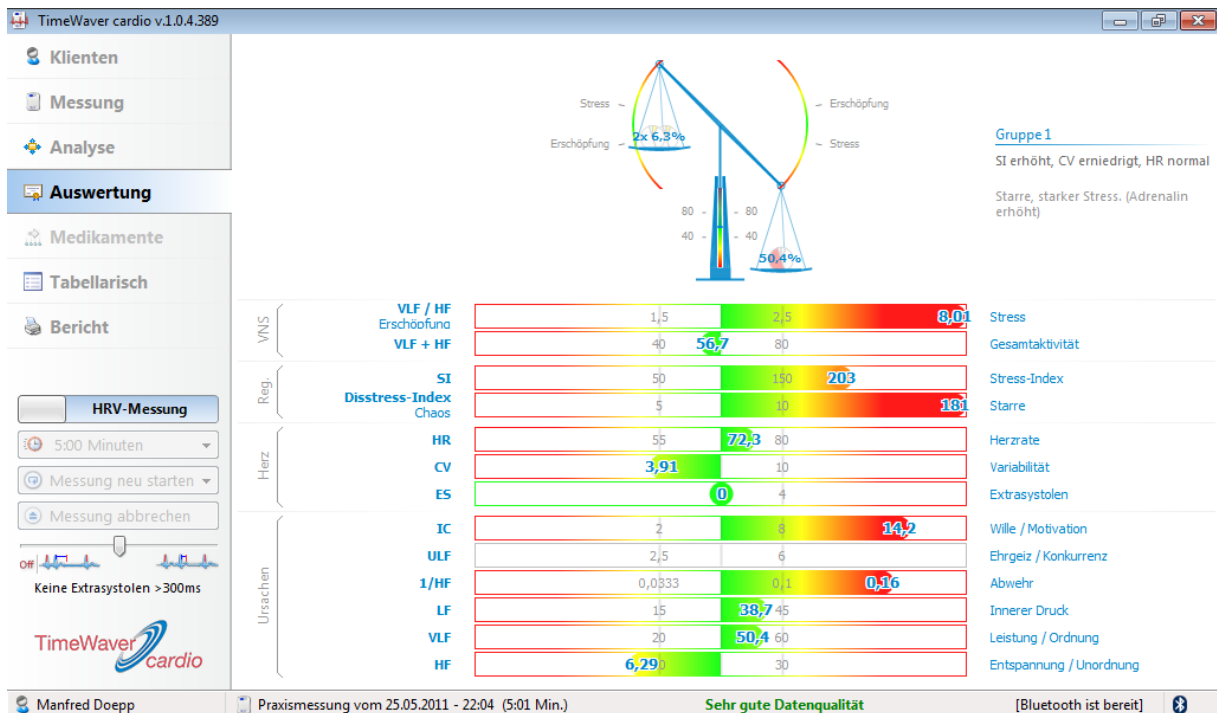 TimeWaver cardio v.1.0.4.389
Klienten
Messung
Analyse
Auswertung
Medikamente
Tabellarisch
Bericht
HRV-Messung
5:00 Minuten
Messung neu starten
Messung abbrechen
Off
Keine Extrasystolen >300ms
TimeWaver
cardio
Stress
Erschöpfung
2x 6,3%
Erschöpfung
Stress
80 80
40 40
50,4%
Gruppe 1
SI erhöht, CV erniedrigt, HR normal
Starre, starker Stress. (Adrenalin
erhöht)
VNS
VLF / HF 1,5 2,5 8,01 Stress
Erschöpfung
VLF + HF 40 56,7 80 Gesamtaktivität
Reg.
SI 50 150 203 Stress-Index
Disstress-Index 5 10 181 Starre
Chaos
Herz
HR 55 72,3 80 Herzrate
CV 3,91 10 Variabilität
ES 0 4 Extrasystolen
Ursachen
IC 2 8 14,2 Wille / Motivation
ULF 2,5 6 Ehrgeiz / Konkurrenz
1/HF 0,0333 0,1 0,16 Abwehr
LF 15 38,7 45 Innerer Druck
VLF 20 50,4 60 Leistung / Ordnung
HF 6,29 30 Entspannung / Unordnung
Manfred Doepp
Praxismessung vom 25.05.2011 - 22:04 (5:01 Min.)
Sehr gute Datenqualität
[Bluetooth ist bereit]